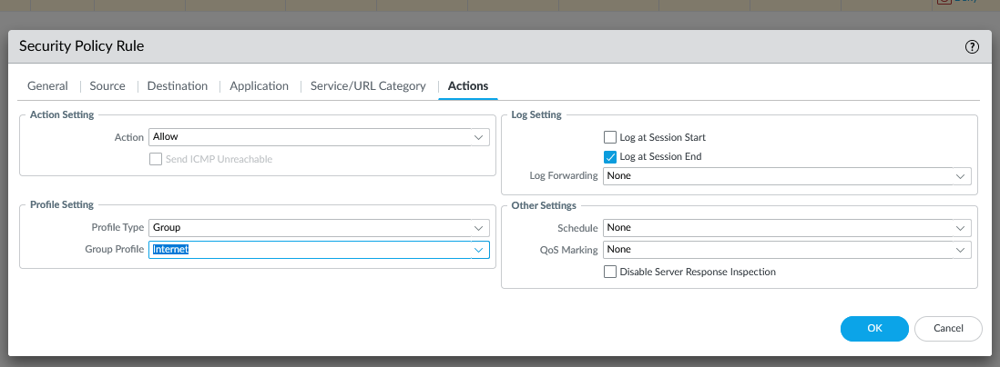 Security Policy Rule
General
Source
Destination
Application
Service/URL Category
Actions
Action Setting
Action
Allow
Send ICMP Unreachable
Profile Setting
Profile Type
Group
Group Profile
Internet
Log Setting
Log at Session Start
Log at Session End
Log Forwarding
None
Other Settings
Schedule
None
QoS Marking
None
Disable Server Response Inspection
OK
Cancel